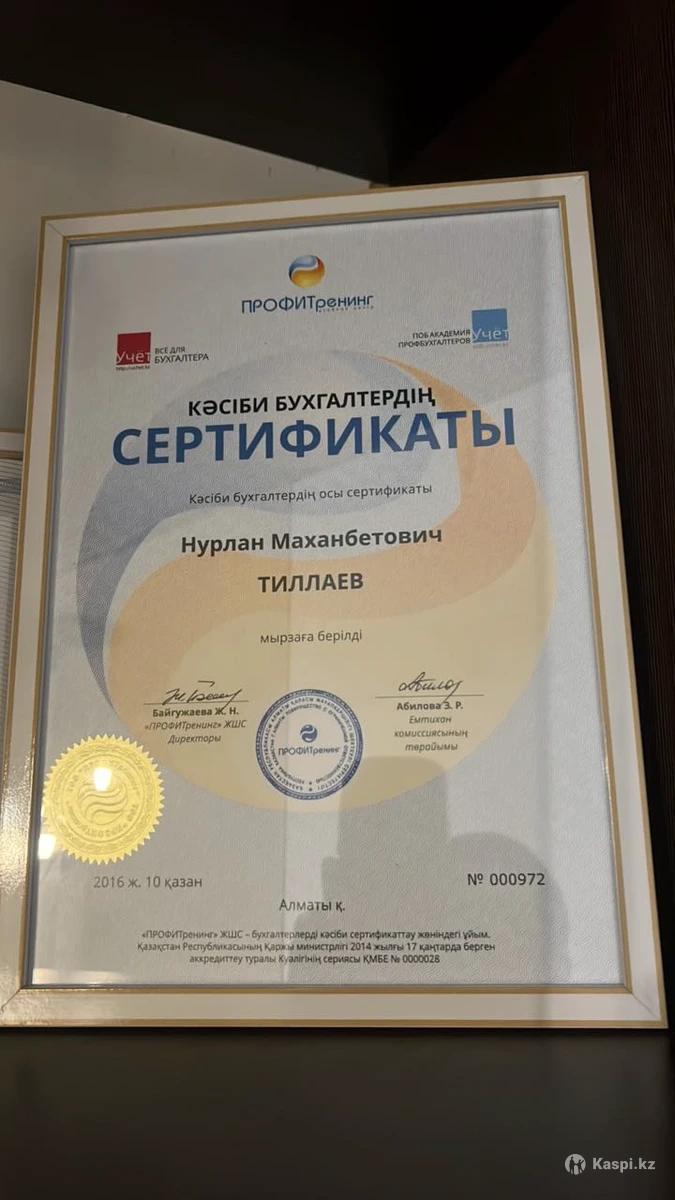 ПРОФИТренинг
Учёт
ВСЁ ДЛЯ
БУХГАЛТЕРА
ПОБ АКАДЕМИЯ
ПРОФБУХГАЛТЕРОВ
Учёт
КӘСІБИ БУХГАЛТЕРДІҢ
СЕРТИФИКАТЫ
Кәсіби бухгалтердің осы сертификаты
Нурлан Маханбетович
ТИЛЛАЕВ
мырзаға берілді
Байгужаева Ж. Н.
«ПРОФИТренинг» ЖШС
Директоры
ПРОФИТренинг
Абилова З. Р.
Емтихан
комиссиясының
төрайымы
2016 ж. 10 қазан
№ 000972
Алматы қ.
«ПРОФИТренинг» ЖШС – бухгалтерлерді кәсіби сертификаттау жөніндегі ұйым.
Қазақстан Республикасының Қаржы министрлігі 2014 жылғы 17 қаңтарда берген
аккредиттеу туралы Куәлігінің сериясы ҚМБЕ № 0000028
Kaspi.kz